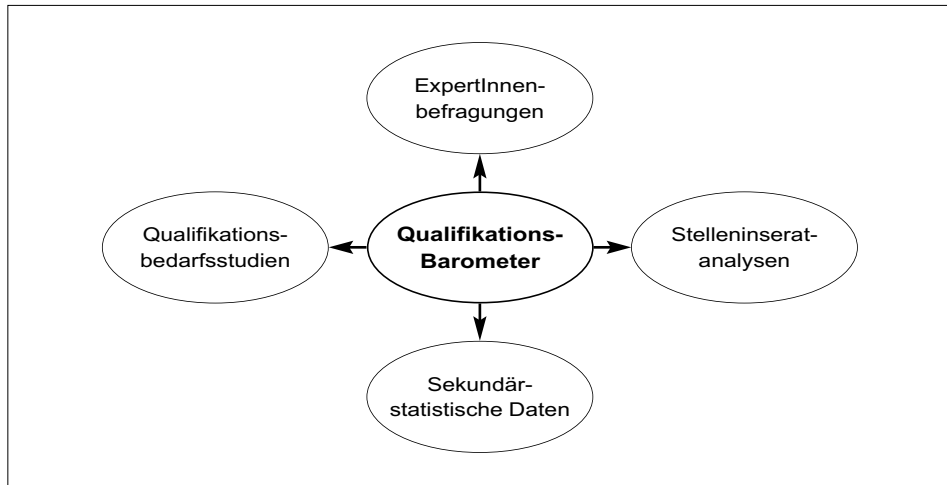 ExpertInnen-
befragungen
Qualifikations-
bedarfsstudien
Qualifikations-
Barometer
Stelleninserat-
analysen
Sekundär-
statistische Daten